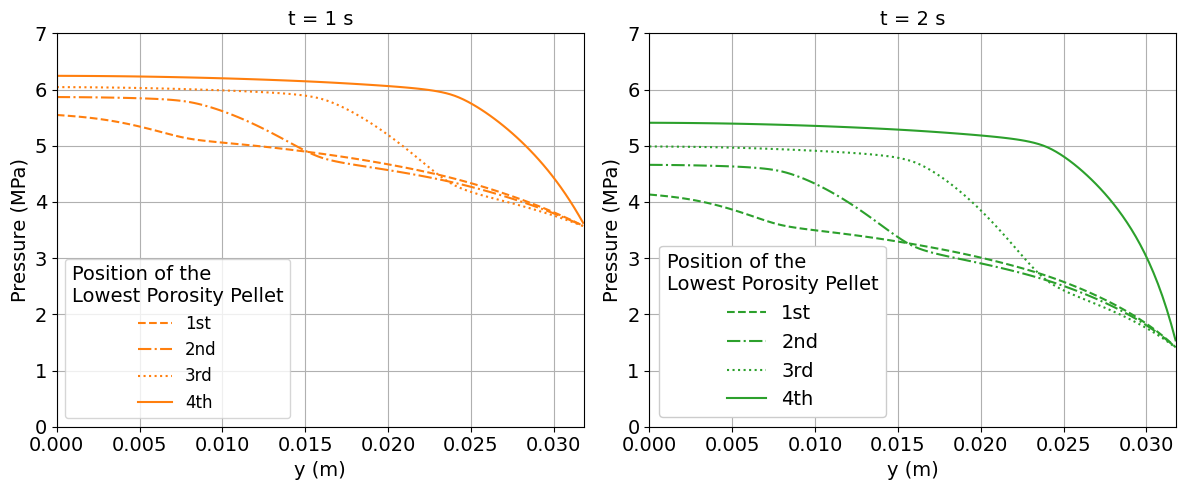 t = 1 s
Pressure (MPa)
7
6
5
4
3
2
1
0
Position of the
Lowest Porosity Pellet
1st
2nd
3rd
4th
0.000 0.005 0.010 0.015 0.020 0.025 0.030
y (m)
t = 2 s
Pressure (MPa)
7
6
5
4
3
2
1
0
Position of the
Lowest Porosity Pellet
1st
2nd
3rd
4th
0.000 0.005 0.010 0.015 0.020 0.025 0.030
y (m)